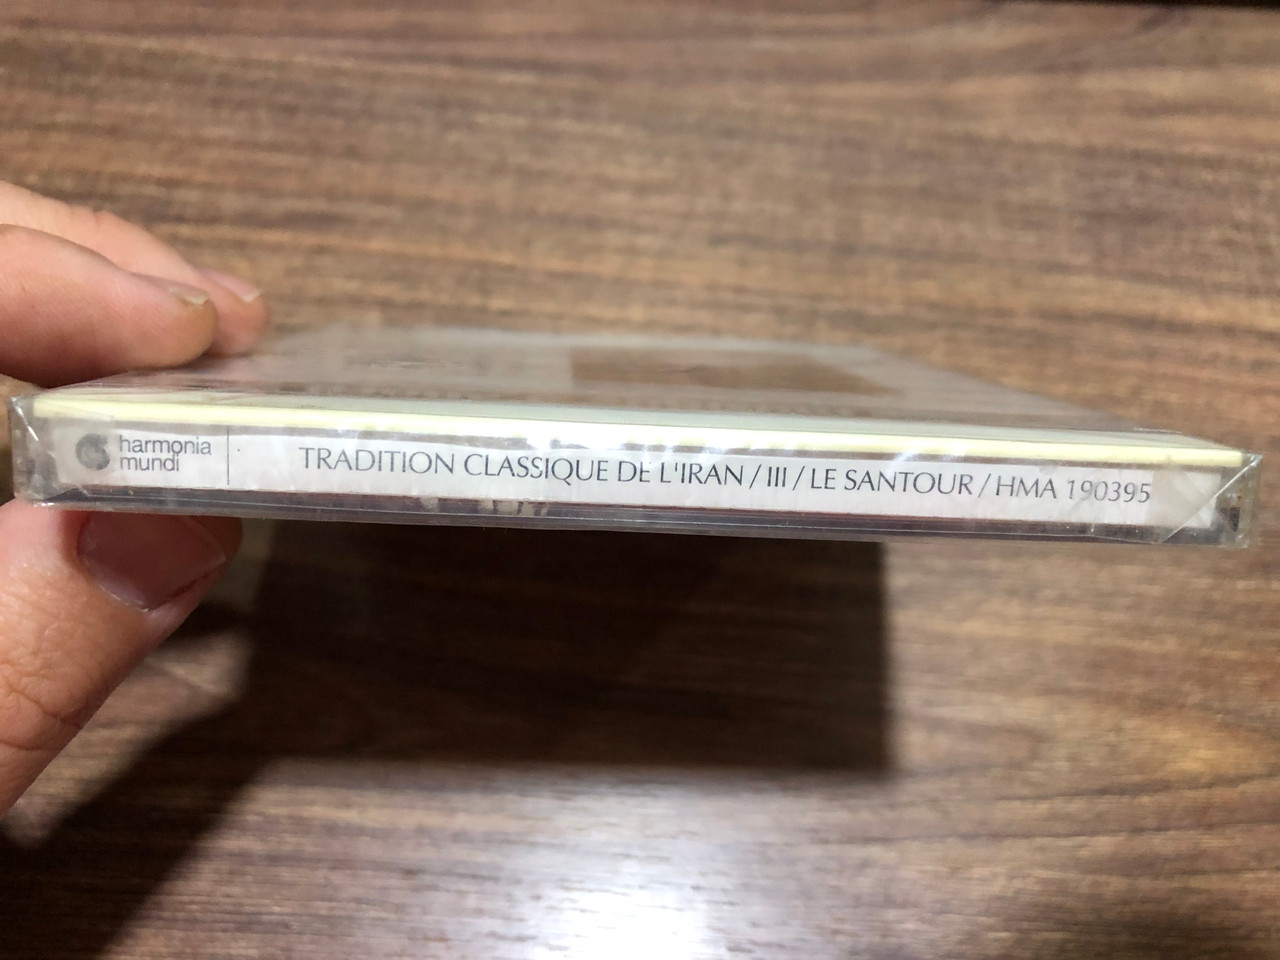 harmonia
mundi
TRADITION CLASSIQUE DE L'IRAN / III / LE SANTOUR / HMA 190395